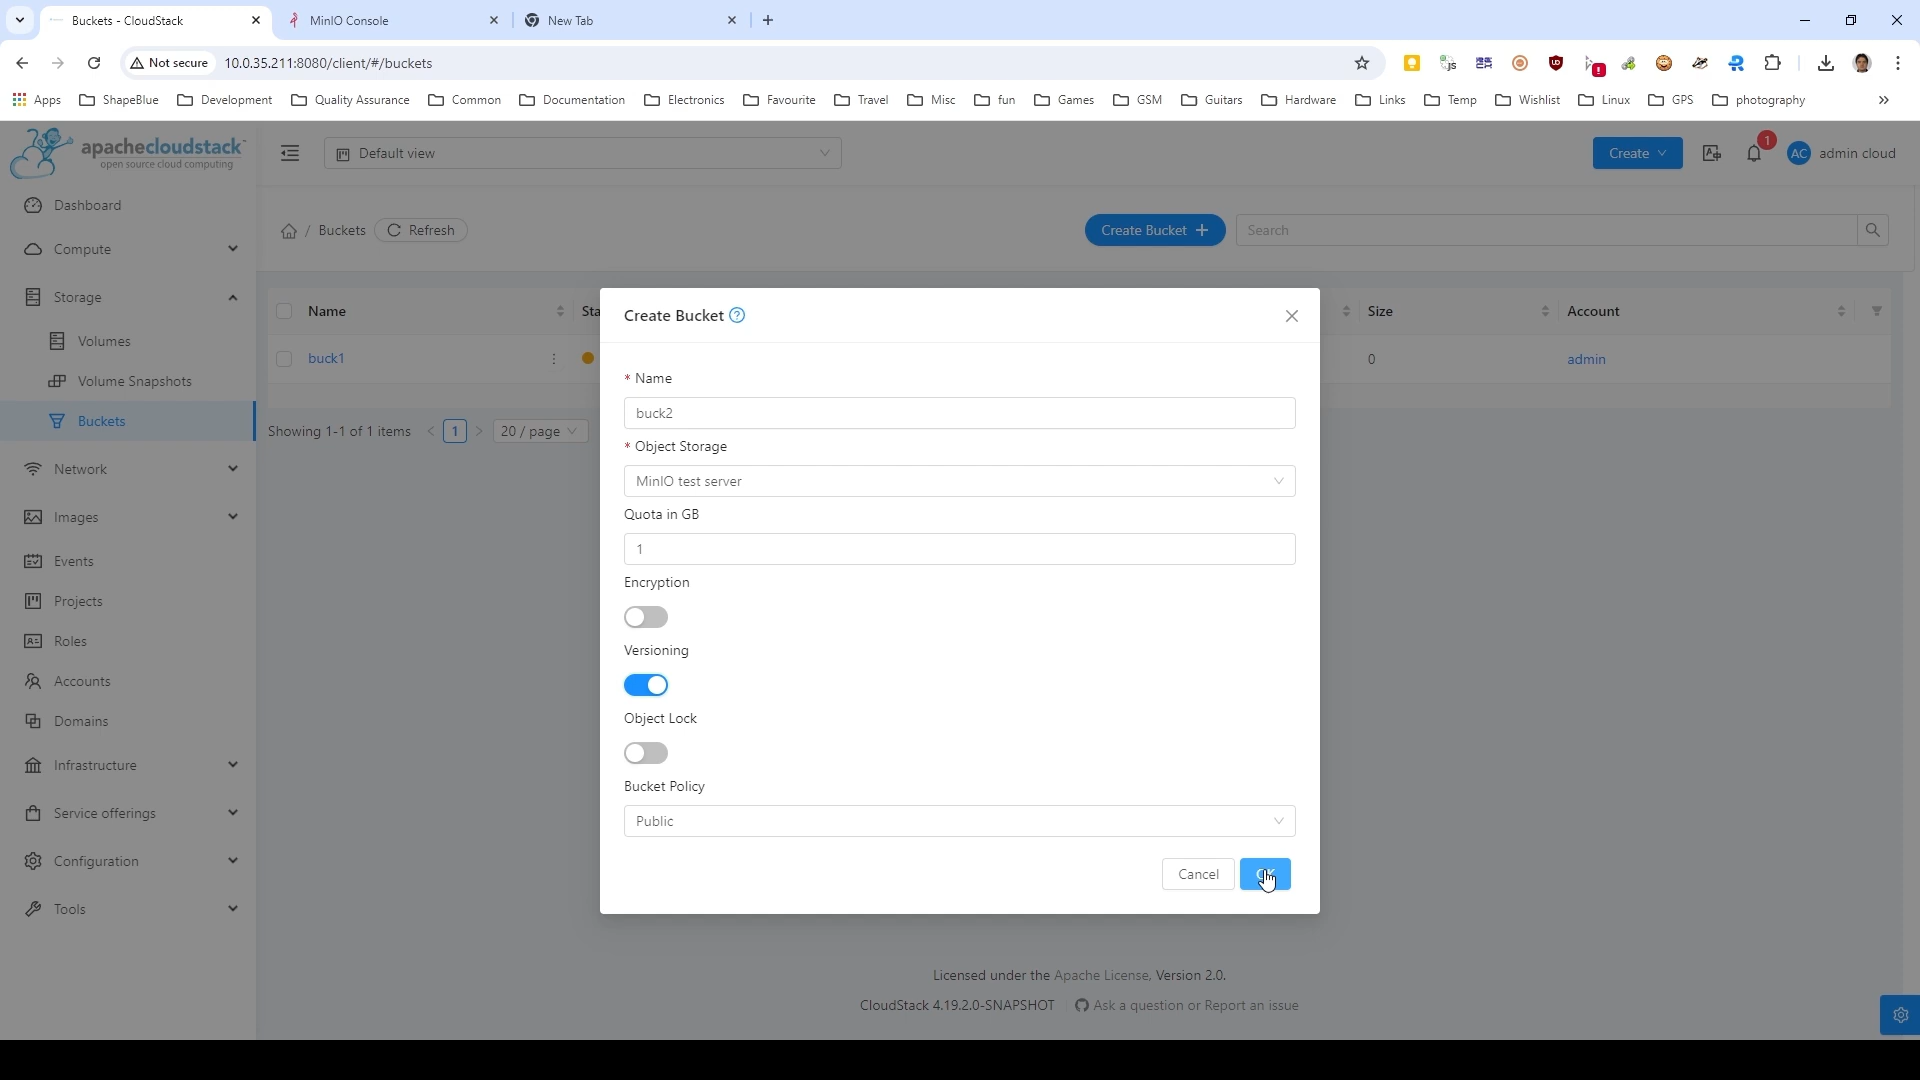 Buckets - CloudStack
MinIO Console
New Tab
Not secure
10.0.35.211:8080/client/#/buckets
Apps
ShapeBlue
Development
Quality Assurance
Common
Documentation
Electronics
Favourite
Travel
Misc
fun
Games
GSM
Guitars
Hardware
Links
Temp
Wishlist
Linux
GPS
photography
»
apachecloudstack™
open source cloud computing
Default view
Create
1
AC
admin cloud
Dashboard
Compute
Storage
Volumes
Volume Snapshots
Buckets
Network
Images
Events
Projects
Roles
Accounts
Domains
Infrastructure
Service offerings
Configuration
Tools
/ Buckets
Refresh
Create Bucket +
Search
Name
Sta
Size
Account
buck1
0
admin
Showing 1-1 of 1 items
< 1 >
20 / page
Create Bucket
* Name
buck2
* Object Storage
MinIO test server
Quota in GB
1
Encryption
Versioning
Object Lock
Bucket Policy
Public
Cancel
Licensed under the Apache License, Version 2.0.
CloudStack 4.19.2.0-SNAPSHOT
Ask a question or Report an issue